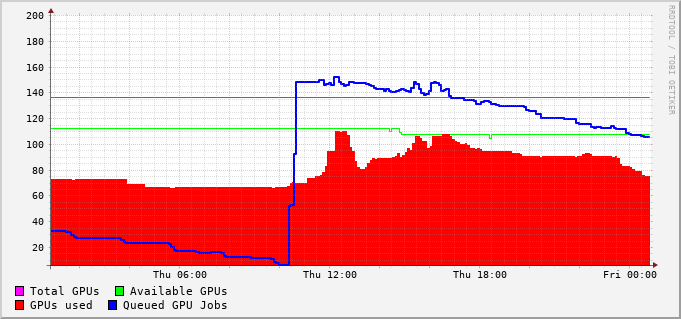 200
180
160
140
120
100
80
60
40
20
Thu 06:00 Thu 12:00 Thu 18:00 Fri 00:00
Total GPUs Available GPUs
GPUs used Queued GPU Jobs
RRDTOOL / TOBI OETIKER